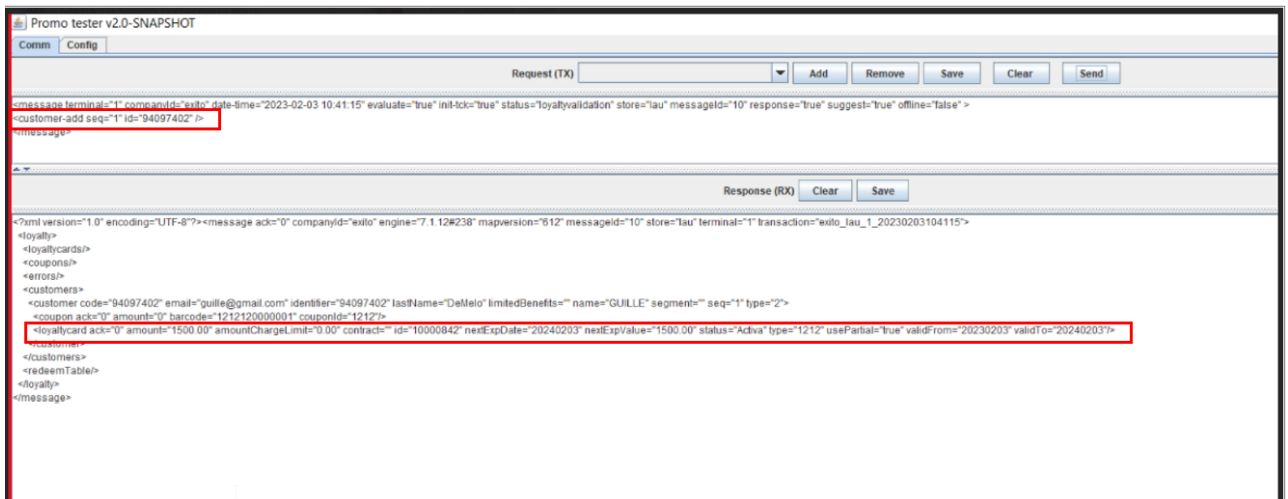 Promo tester v2.0-SNAPSHOT
Comm Config
Request (TX) Add Remove Save Clear Send
<message terminal="1" companyId="exito" date-time="2023-02-03 10:41:15" evaluate="true" init-tck="true" status="loyaltyvalidation" store="lau" messageId="10" response="true" suggest="true" offline="false" >
<customer-add seq="1" id="94097402" />
</message>
Response (RX) Clear Save
<?xml version="1.0" encoding="UTF-8"?><message ack="0" companyId="exito" engine="7.1.12#238" mapversion="612" messageId="10" store="lau" terminal="1" transaction="exito_lau_1_20230203104115">
<loyalty>
<loyaltycards/>
<coupons/>
<errors/>
<customers>
<customer code="94097402" email="guille@gmail.com" identifier="94097402" lastName="DeMelo" limitedBenefits="" name="GUILLE" segment="" seq="1" type="2">
<coupon ack="0" amount="0" barcode="1212120000001" couponId="1212"/>
<loyaltycard ack="0" amount="1500.00" amountChargeLimit="0.00" contract="" id="10000842" nextExpDate="20240203" nextExpValue="1500.00" status="Activa" type="1212" usePartial="true" validFrom="20230203" validTo="20240203"/>
</customer>
</customers>
<redeemTable/>
</loyalty>
</message>